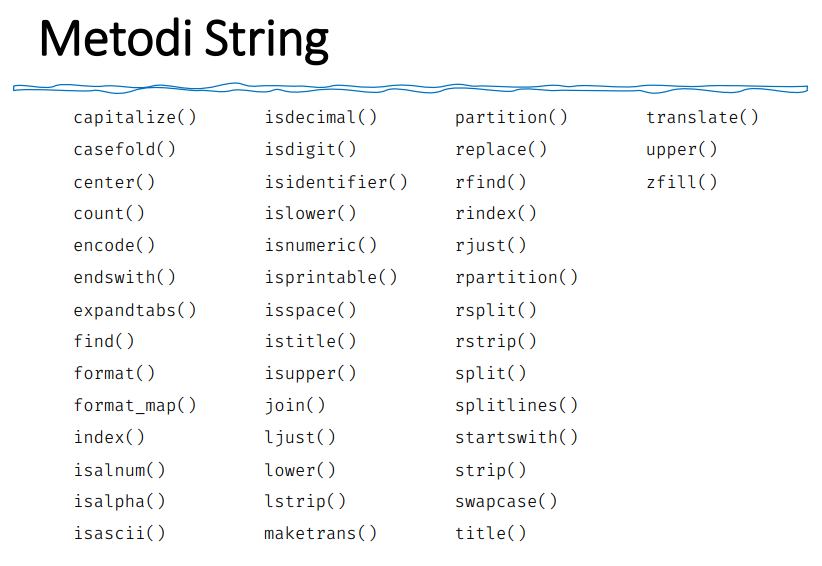 Metodi String
capitalize()
casefold()
center()
count()
encode()
endswith()
expandtabs()
find()
format()
format_map()
index()
isalnum()
isalpha()
isascii()
isdecimal()
isdigit()
isidentifier()
islower()
isnumeric()
isprintable()
isspace()
istitle()
isupper()
join()
ljust()
lower()
lstrip()
maketrans()
partition()
replace()
rfind()
rindex()
rjust()
rpartition()
rsplit()
rstrip()
split()
splitlines()
startswith()
strip()
swapcase()
title()
translate()
upper()
zfill()